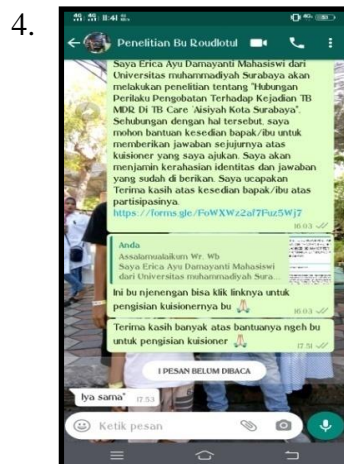 4.
11:41
Penelitian Bu Roudlotul
Saya Erica Ayu Damayanti Mahasiswi dari
Universitas muhammadiyah Surabaya akan
melakukan penelitian tentang "Hubungan
Perilaku Pengobatan Terhadap Kejadian TB
MDR Di TB Care 'Aisiyah Kota Surabaya".
Sehubungan dengan hal tersebut, saya
mohon bantuan kesedian bapak/ibu untuk
memberikan jawaban sejujurnya atas
kuisioner yang saya ajukan. Saya akan
menjamin kerahasian identitas dan jawaban
yang sudah di berikan. Saya ucapakan
Terima kasih atas kesedian bapak/ibu atas
partisipasinya.
https://forms.gle/FoWXWz2af7Fuz5Wj7
16.03
Anda
Assalamualaikum Wr. Wb
Saya Erica Ayu Damayanti Mahasiswi
dari Universitas muhammadiyah Sura...
Ini bu njenengan bisa klik linknya untuk
pengisian kuisionernya bu
16.03
Terima kasih banyak atas bantuanya ngeh bu
untuk pengisian kuisioner
17.51
1 PESAN BELUM DIBACA
Iya sama" 17.53
Ketik pesan